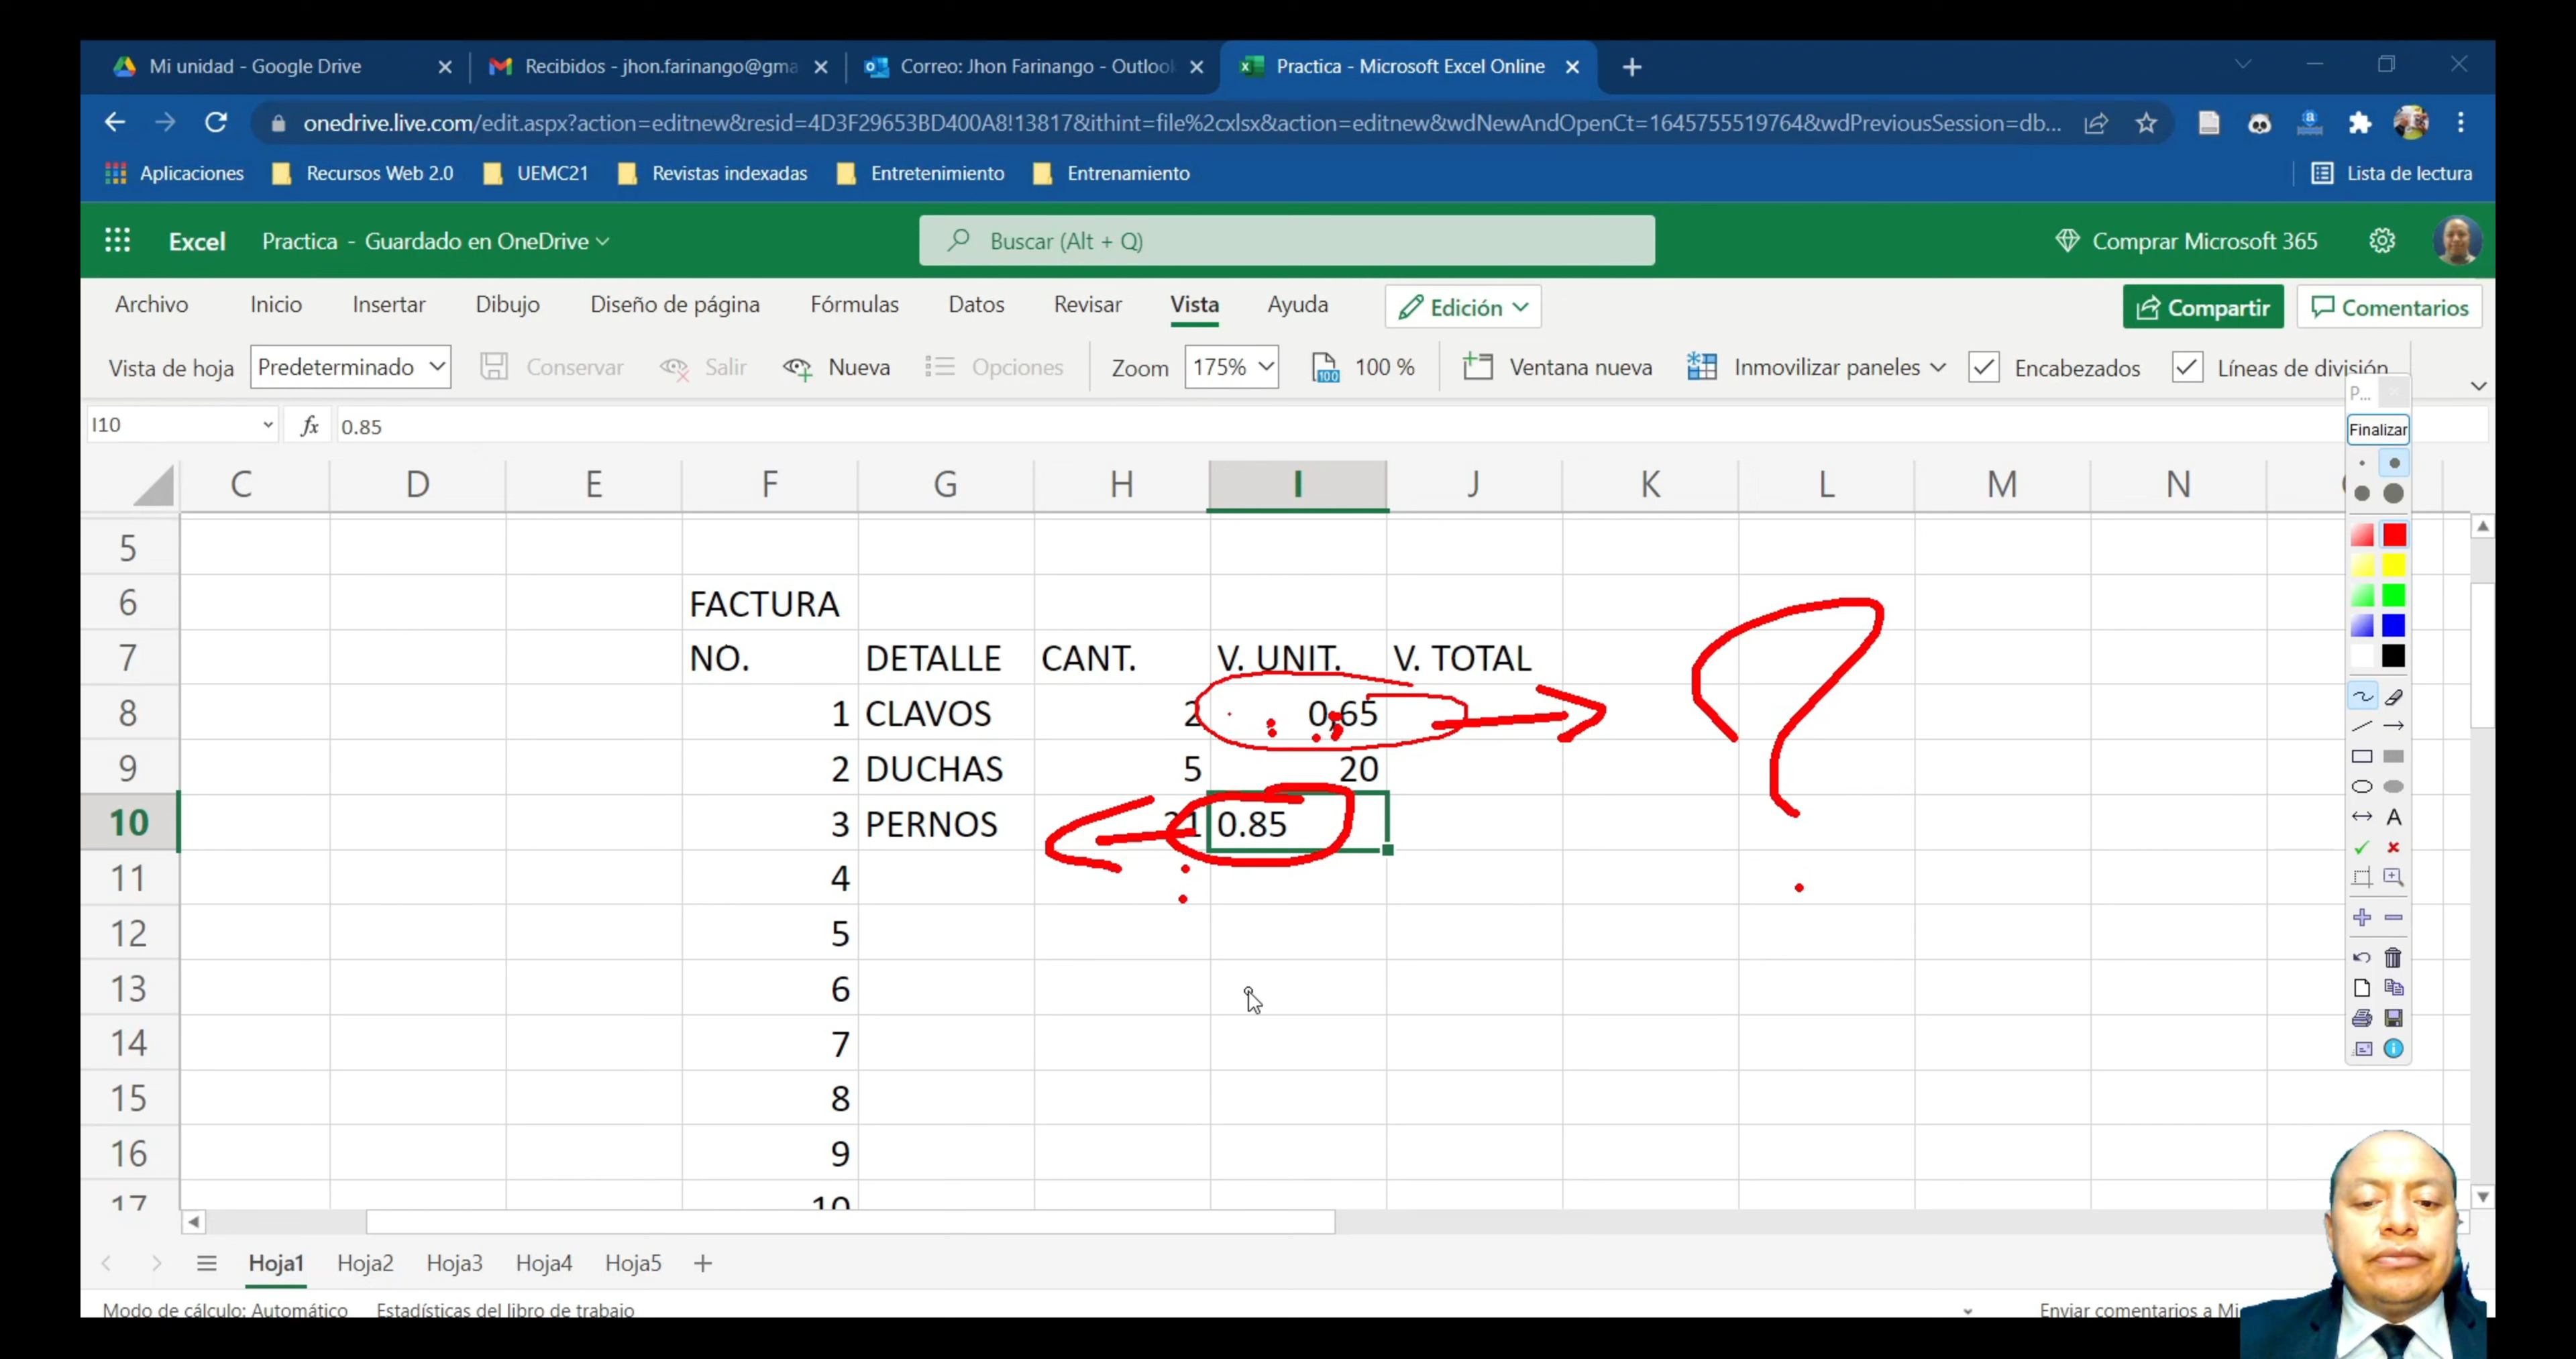 Mi unidad - Google Drive
Recibidos - jhon.farinango@gma
Correo: Jhon Farinango - Outlook
Practica - Microsoft Excel Online
onedrive.live.com/edit.aspx?action=editnew&resid=4D3F29653BD400A8!13817&ithint=file%2cxlsx&action=editnew&wdNewAndOpenCt=1645755519764&wdPreviousSession=db...
Aplicaciones Recursos Web 2.0 UEMC21 Revistas indexadas Entretenimiento Entrenamiento Lista de lectura
Excel Practica - Guardado en OneDrive Buscar (Alt + Q) Comprar Microsoft 365
Archivo Inicio Insertar Dibujo Diseño de página Fórmulas Datos Revisar Vista Ayuda Edición Compartir Comentarios
Vista de hoja Predeterminado Conservar Salir Nueva Opciones Zoom 175% 100 % Ventana nueva Inmovilizar paneles Encabezados Líneas de división
P...
I10 fx 0.85
Finalizar
C D E F G H I J K L M N
5
6 FACTURA
7 NO. DETALLE CANT. V. UNIT. V. TOTAL
8 1 CLAVOS 2 0,65
?
9 2 DUCHAS 5 20
10 3 PERNOS 21 0.85
11 4
12 5
13 6
14 7
15 8
16 9
17 10
Hoja1 Hoja2 Hoja3 Hoja4 Hoja5
Modo de cálculo: Automático Estadísticas del libro de trabajo Enviar comentarios a Mi